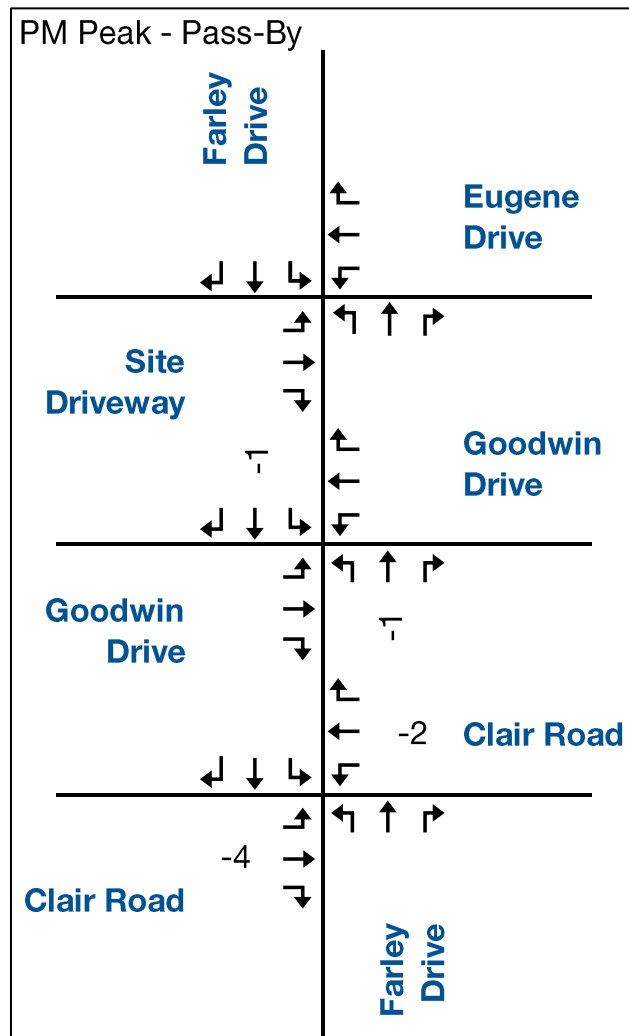 PM Peak - Pass-By
Farley
Drive
Eugene
Drive
Site
Driveway
-1
Goodwin
Drive
Goodwin
Drive
-1
-2
Clair Road
-4
Clair Road
Farley
Drive